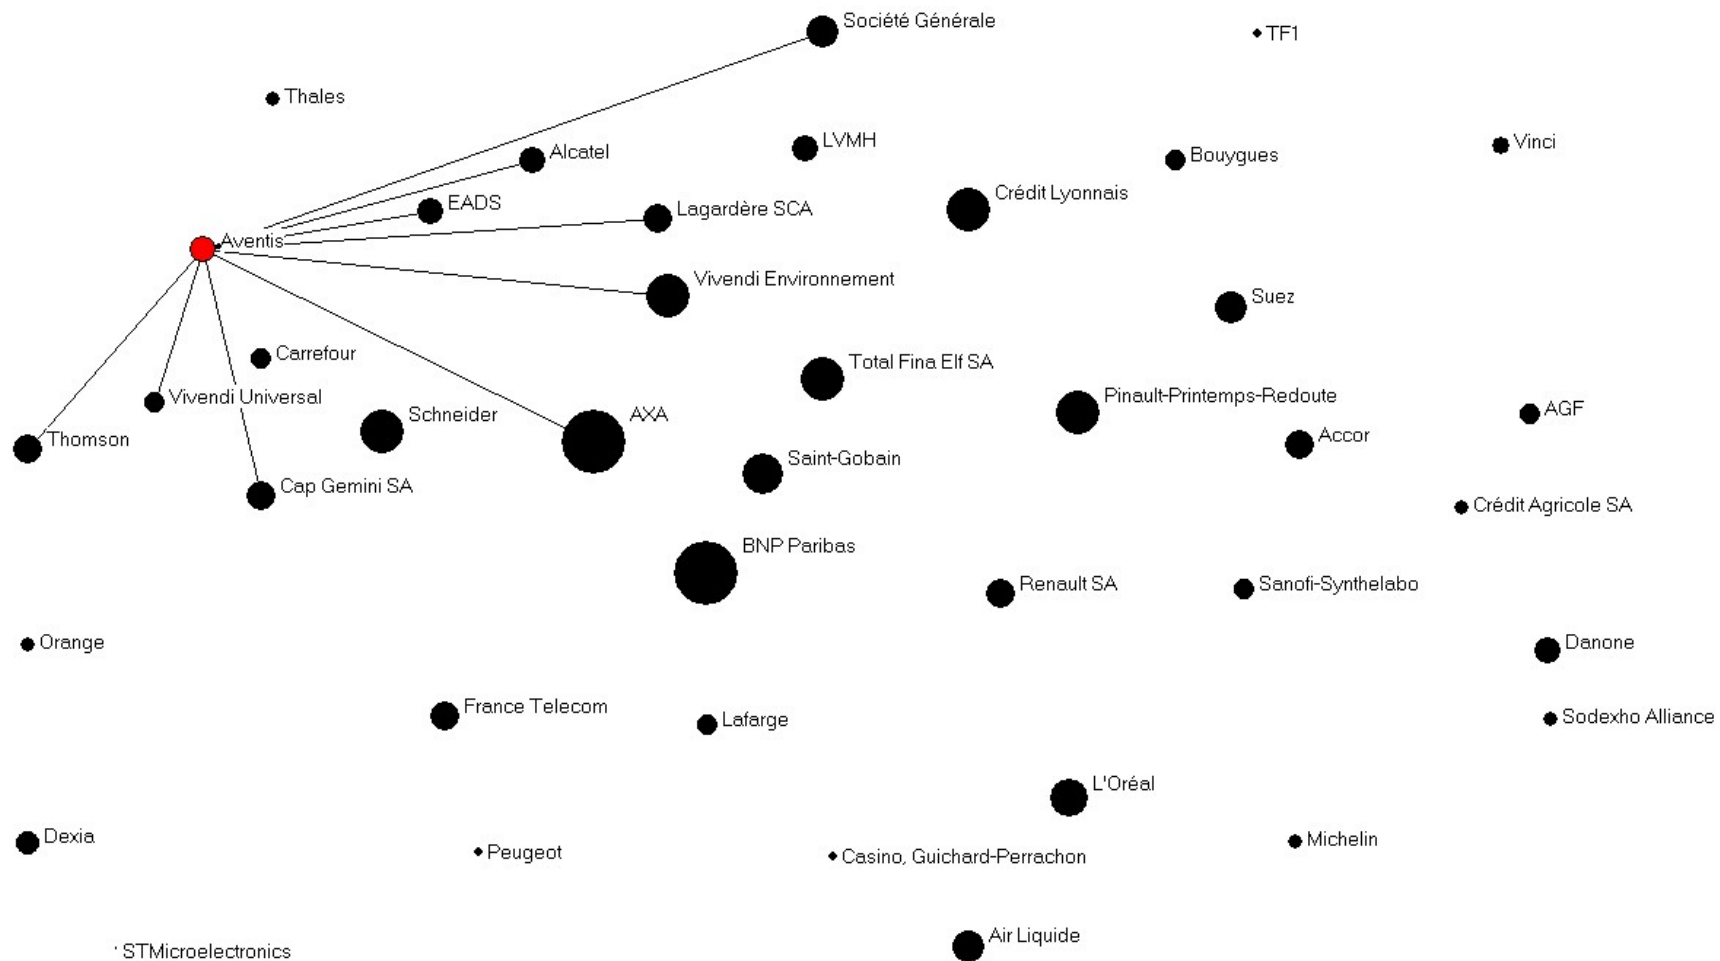 Société Générale
TF1
Thales
LVMH
Vinci
Alcatel
Bouygues
Crédit Lyonnais
EADS
Lagardère SCA
Aventis
Vivendi Environnement
Suez
Carrefour
Total Fina Elf SA
Vivendi Universal
Pinault-Printemps-Redoute
AGF
Schneider
AXA
Accor
Thomson
Saint-Gobain
Cap Gemini SA
Crédit Agricole SA
BNP Paribas
Renault SA
Sanofi-Synthelabo
Orange
Danone
France Telecom
Lafarge
Sodexho Alliance
L'Oréal
Dexia
Michelin
Peugeot
Casino, Guichard-Perrachon
Air Liquide
STMicroelectronics